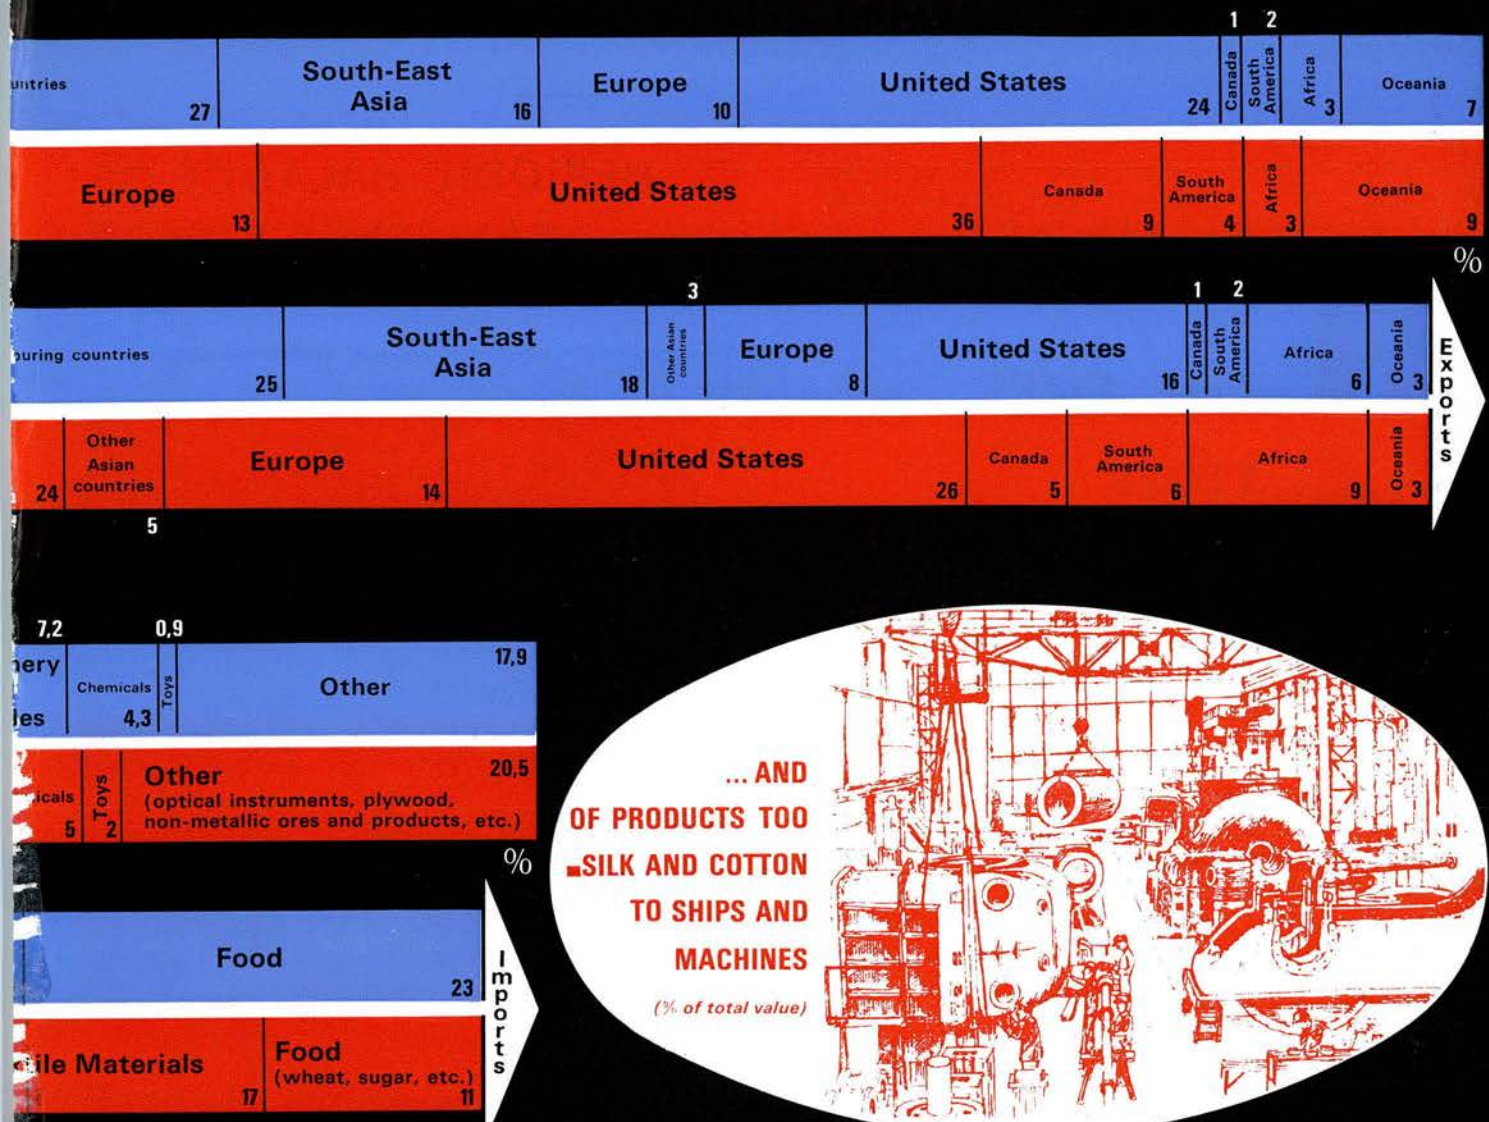 1 2
untries 27
South-East
Asia 16
Europe 10
United States 24
Canada
South
America
Africa 3
Oceania 7
Europe 13
United States 36
Canada 9
South
America 4
Africa 3
Oceania 9
%
3 1 2
ouring countries 25
South-East
Asia 18
Other Asian
countries
Europe 8
United States 16
Canada
South
America
Africa 6
Oceania 3
Exports
24
Other
Asian
countries
5
Europe 14
United States 26
Canada 5
South
America 6
Africa 9
Oceania 3
7,2 0,9
nery
les
Chemicals
4,3
Toys
Other 17,9
icals
5
Toys
2
Other 20,5
(optical instruments, plywood,
non-metallic ores and products, etc.)
%
Food
23
Imports
tile Materials
17
Food
(wheat, sugar, etc.)
11
... AND
OF PRODUCTS TOO
SILK AND COTTON
TO SHIPS AND
MACHINES
(% of total value)